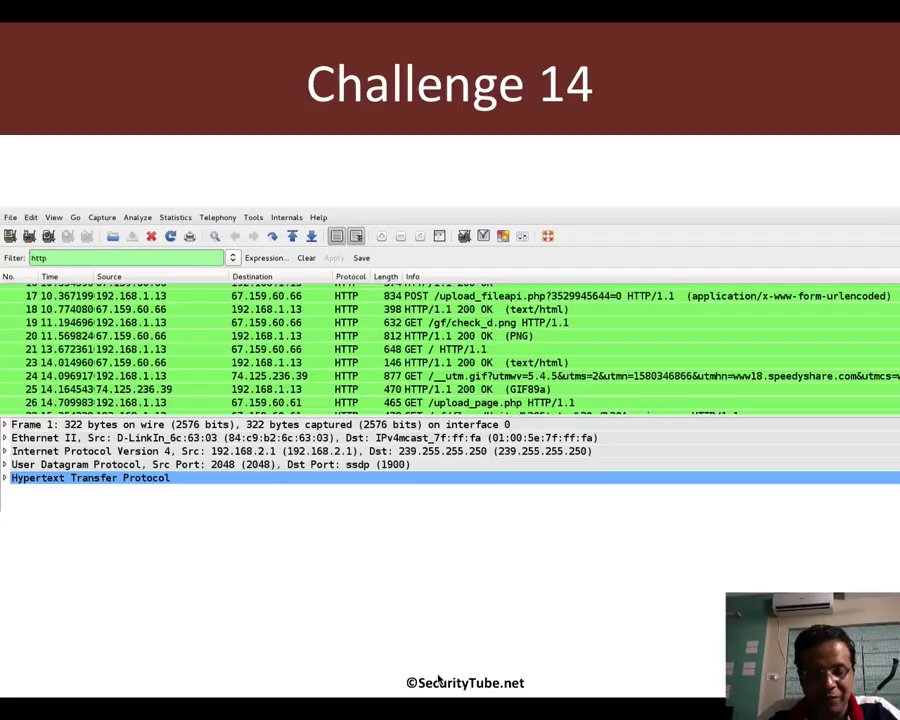 Challenge 14
File Edit View Go Capture Analyze Statistics Telephony Tools Internals Help
Filter: http Expression... Clear Apply Save
No. Time Source Destination Protocol Length Info
17 10.367199 192.168.1.13 67.159.60.66 HTTP 834 POST /upload_fileapi.php?3529945644=0 HTTP/1.1 (application/x-www-form-urlencoded)
18 10.774080 67.159.60.66 192.168.1.13 HTTP 398 HTTP/1.1 200 OK (text/html)
19 11.194696 192.168.1.13 67.159.60.66 HTTP 632 GET /gf/check_d.png HTTP/1.1
20 11.569824 67.159.60.66 192.168.1.13 HTTP 812 HTTP/1.1 200 OK (PNG)
21 13.672361 192.168.1.13 67.159.60.66 HTTP 648 GET / HTTP/1.1
23 14.014960 67.159.60.66 192.168.1.13 HTTP 146 HTTP/1.1 200 OK (text/html)
24 14.096917 192.168.1.13 74.125.236.39 HTTP 877 GET /__utm.gif?utmwv=5.4.5&utms=2&utmn=1580346866&utmhn=www18.speedyshare.com&utmcs=
25 14.164543 74.125.236.39 192.168.1.13 HTTP 470 HTTP/1.1 200 OK (GIF89a)
26 14.709983 192.168.1.13 67.159.60.61 HTTP 465 GET /upload_page.php HTTP/1.1
Frame 1: 322 bytes on wire (2576 bits), 322 bytes captured (2576 bits) on interface 0
Ethernet II, Src: D-LinkIn_6c:63:03 (84:c9:b2:6c:63:03), Dst: IPv4mcast_7f:ff:fa (01:00:5e:7f:ff:fa)
Internet Protocol Version 4, Src: 192.168.2.1 (192.168.2.1), Dst: 239.255.255.250 (239.255.255.250)
User Datagram Protocol, Src Port: 2048 (2048), Dst Port: ssdp (1900)
Hypertext Transfer Protocol
©SecurityTube.net